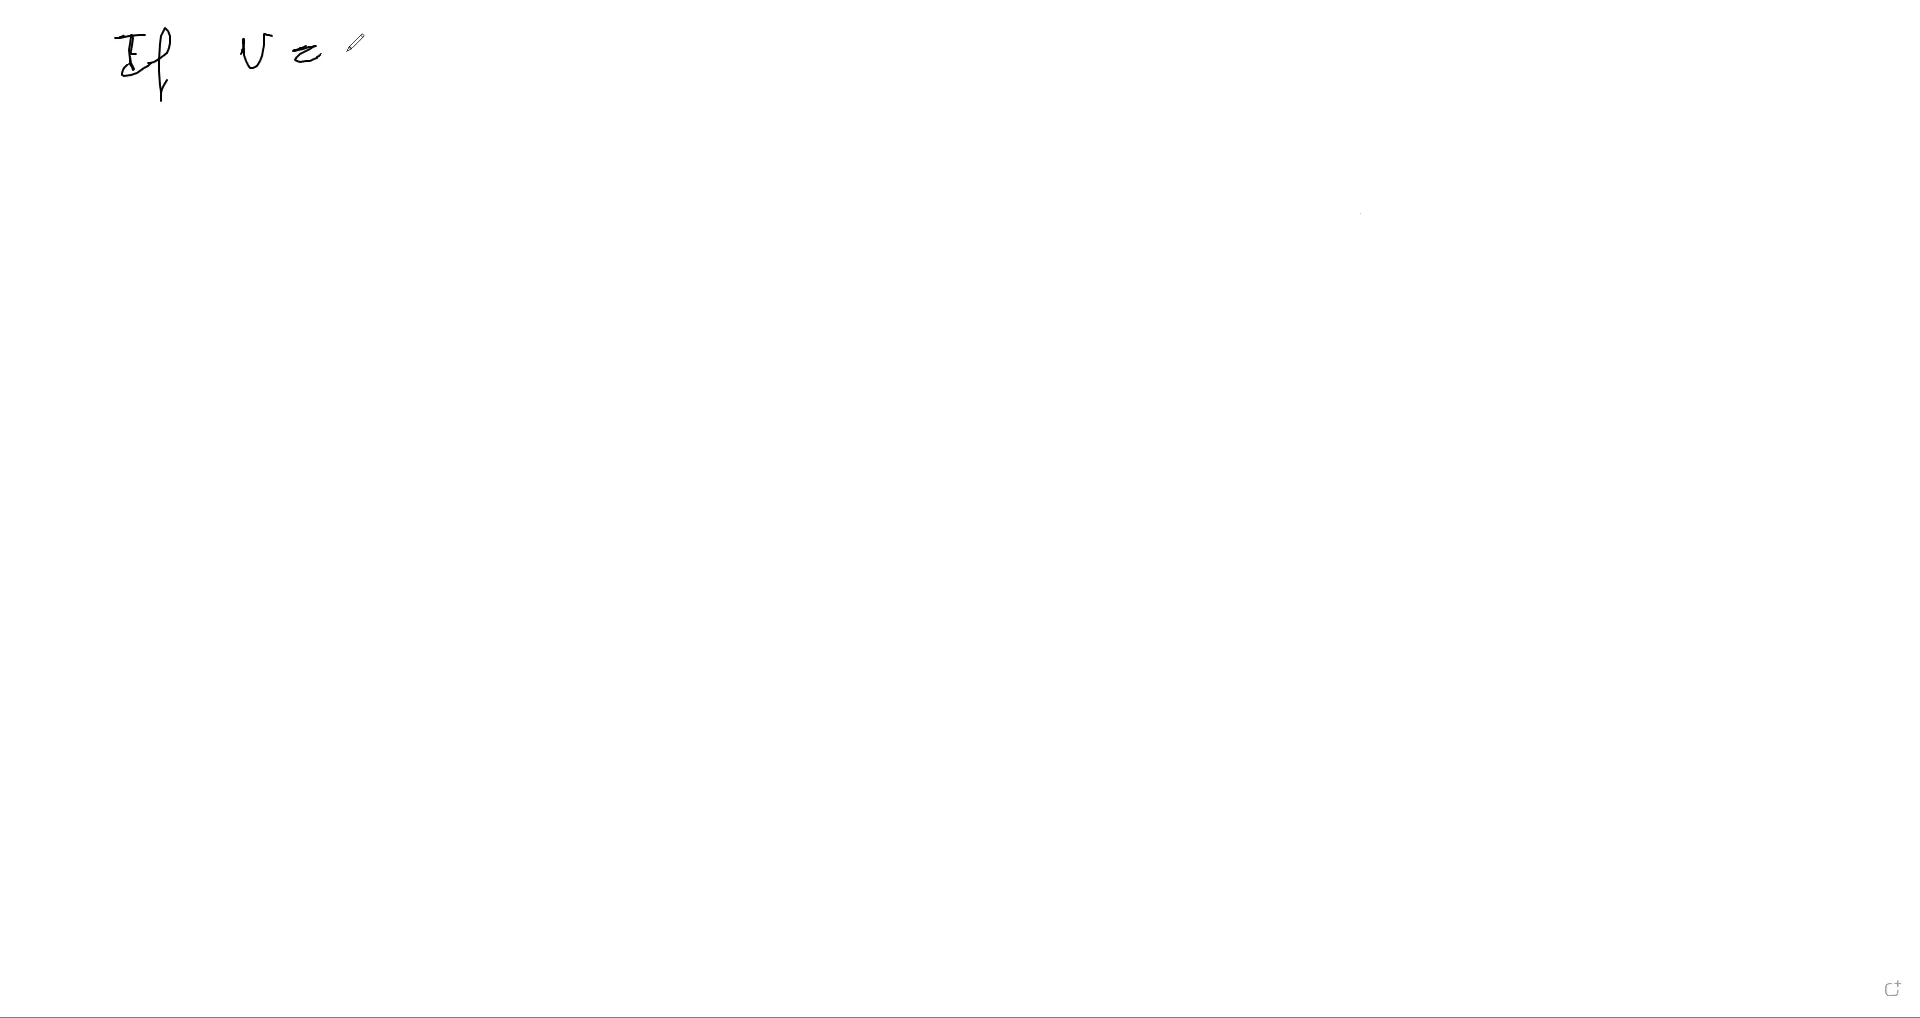 If v =